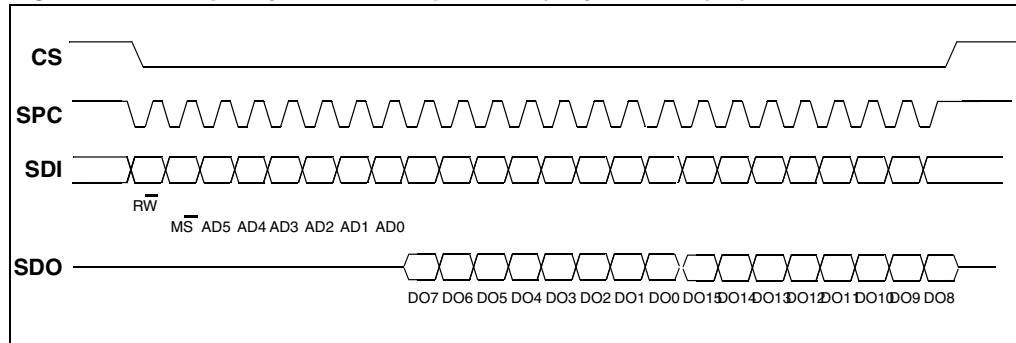 CS
SPC
SDI
RW
MS AD5 AD4 AD3 AD2 AD1 AD0
SDO
DO7 DO6 DO5 DO4 DO3 DO2 DO1 DO0 DO15 DO14 DO13 DO12 DO11 DO10 DO9 DO8